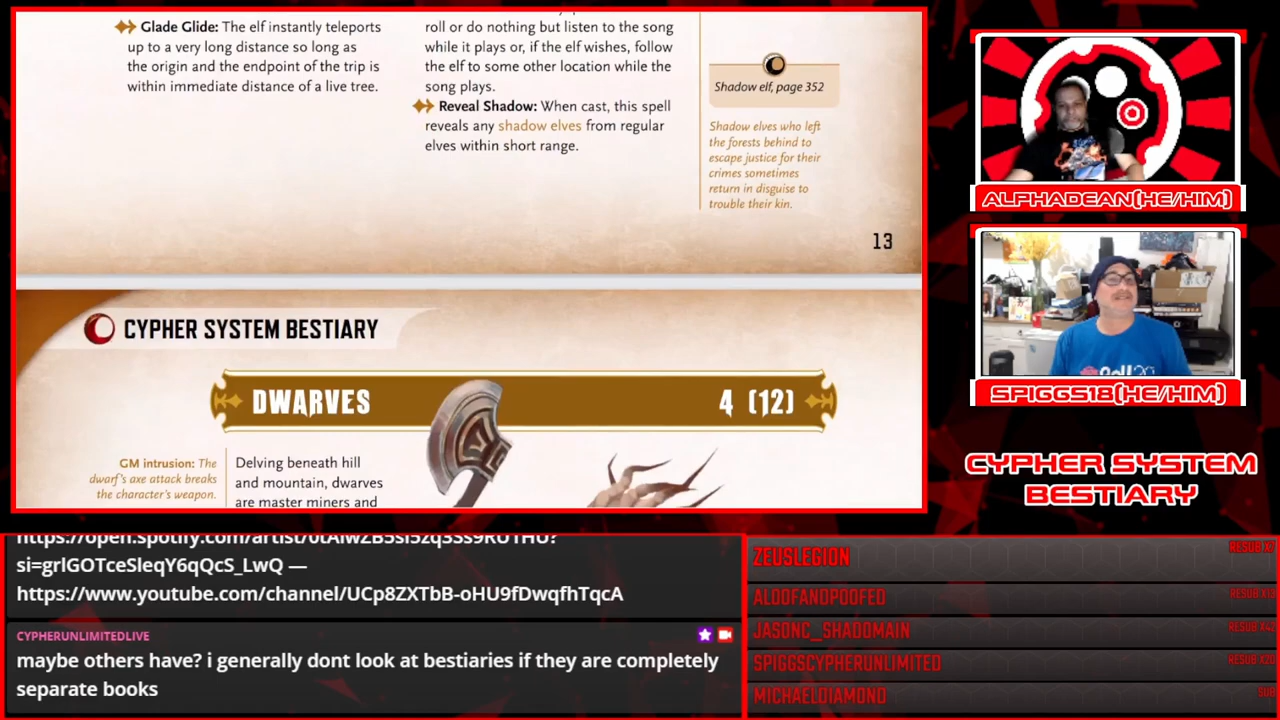 Glade Glide: The elf instantly teleports
up to a very long distance so long as
the origin and the endpoint of the trip is
within immediate distance of a live tree.
roll or do nothing but listen to the song
while it plays or, if the elf wishes, follow
the elf to some other location while the
song plays.
Reveal Shadow: When cast, this spell
reveals any shadow elves from regular
elves within short range.
Shadow elf, page 352
Shadow elves who left
the forests behind to
escape justice for their
crimes sometimes
return in disguise to
trouble their kin.
13
CYPHER SYSTEM BESTIARY
DWARVES 4 (12)
GM intrusion: The
dwarf's axe attack breaks
the character's weapon.
Delving beneath hill
and mountain, dwarves
are master miners and
ALPHADEAN(HE/HIM)
SPIGGS18(HE/HIM)
CYPHER SYSTEM
BESTIARY
si=grlGOTceSleqY6qQcS_LwQ —
https://www.youtube.com/channel/UCp8ZXTbB-oHU9fDwqfhTqcA
CYPHERUNLIMITEDLIVE
maybe others have? i generally dont look at bestiaries if they are completely
separate books
ZEUSLEGION
ALOOFANDPOOFED
JASONC_SHADOMAIN
SPIGGSCYPHERUNLIMITED
MICHAELDIAMOND
SUB